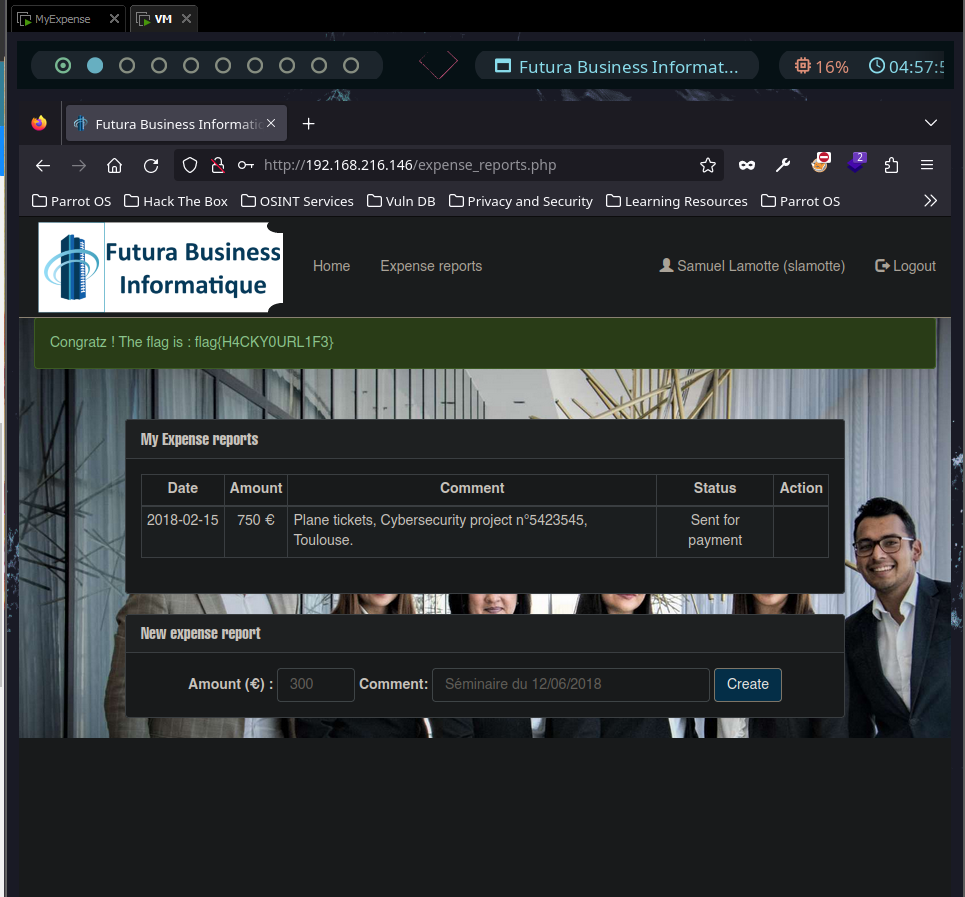 MyExpense
VM
Futura Business Informat...
16%
04:57:5
Futura Business Informatic
http://192.168.216.146/expense_reports.php
2
Parrot OS
Hack The Box
OSINT Services
Vuln DB
Privacy and Security
Learning Resources
Parrot OS
Futura Business
Informatique
Home
Expense reports
Samuel Lamotte (slamotte)
Logout
Congratz ! The flag is : flag{H4CKY0URL1F3}
My Expense reports
Date Amount Comment Status Action
2018-02-15 750 € Plane tickets, Cybersecurity project n°5423545, Sent for
Toulouse. payment
New expense report
Amount (€) : 300 Comment: Séminaire du 12/06/2018 Create